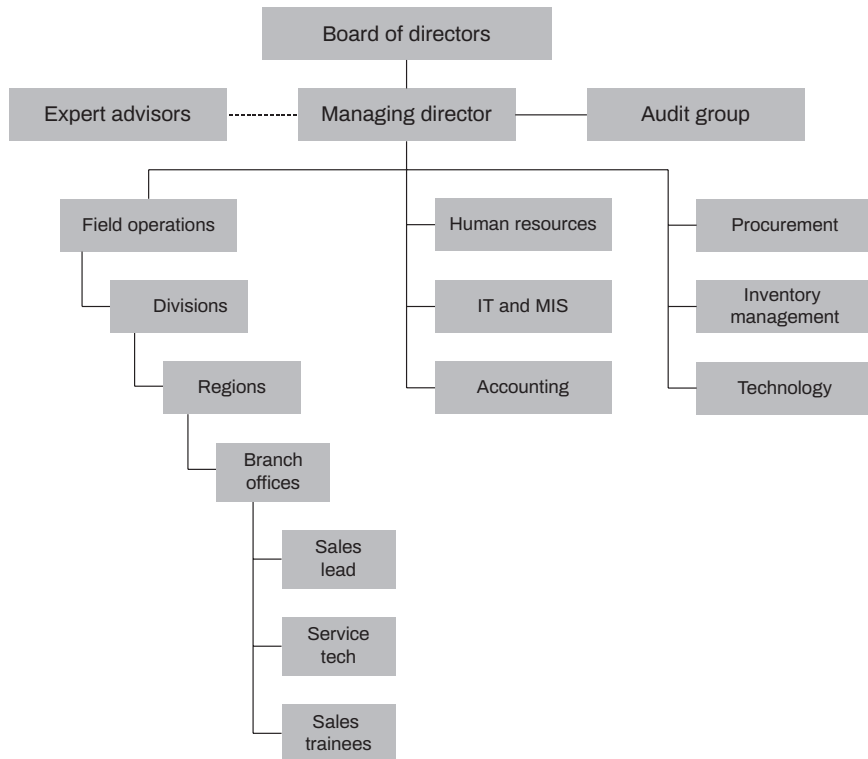 Board of directors
Expert advisors
Managing director
Audit group
Field operations
Human resources
Procurement
Divisions
IT and MIS
Inventory
management
Regions
Accounting
Technology
Branch
offices
Sales
lead
Service
tech
Sales
trainees